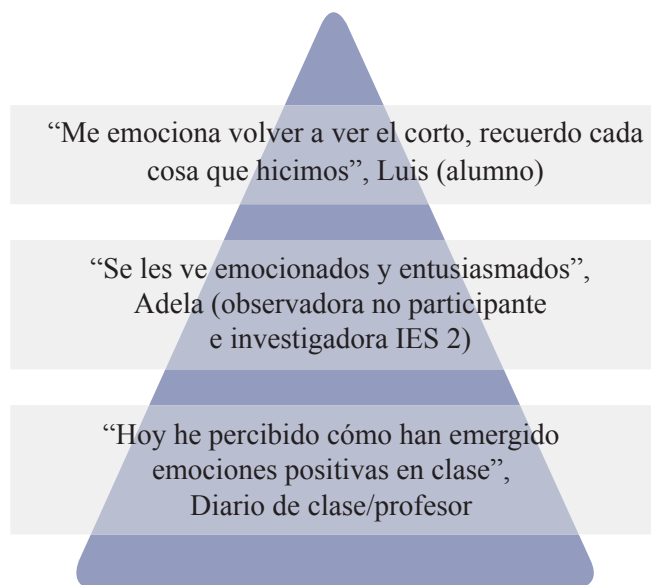 “Me emociona volver a ver el corto, recuerdo cada
cosa que hicimos”, Luis (alumno)
“Se les ve emocionados y entusiasmados”,
Adela (observadora no participante
e investigadora IES 2)
“Hoy he percibido cómo han emergido
emociones positivas en clase”,
Diario de clase/profesor